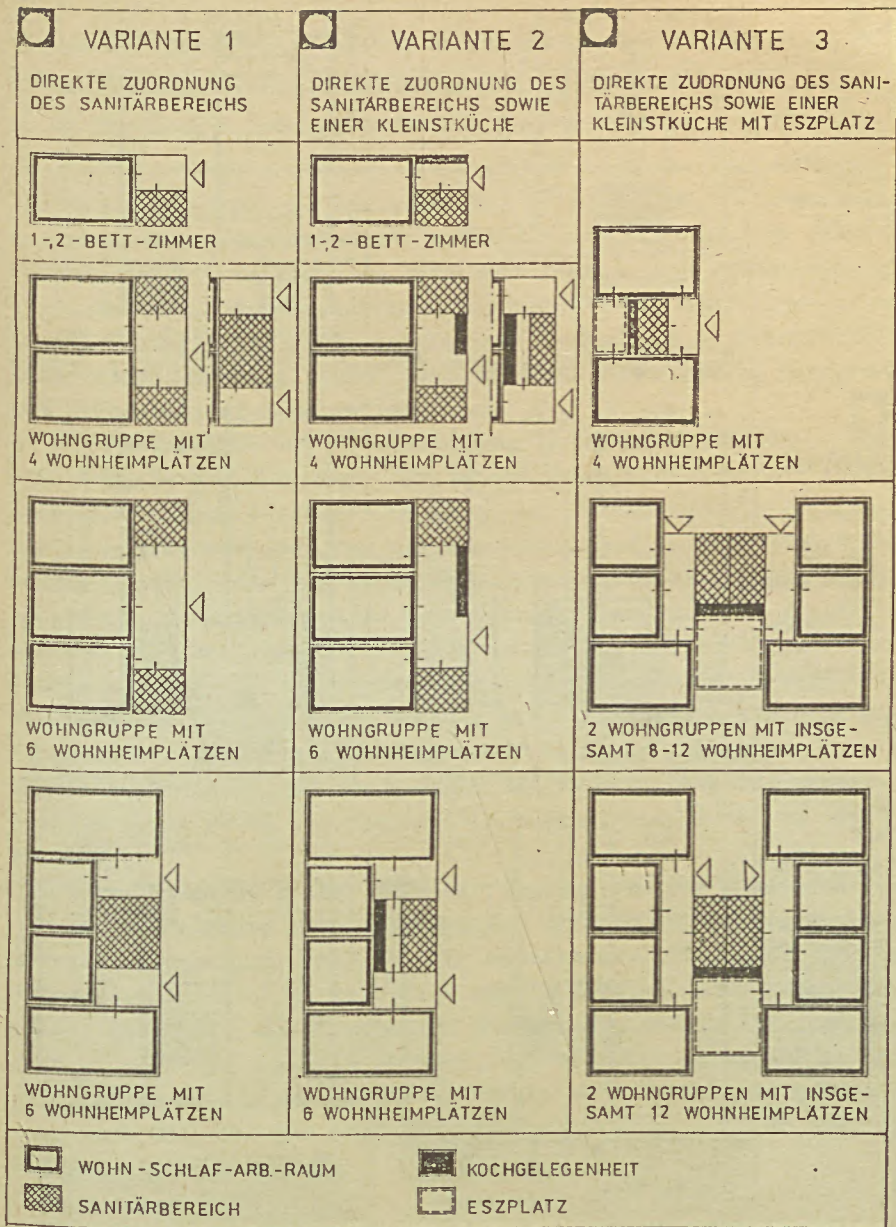 VARIANTE 1
DIREKTE ZUORDNUNG
DES SANITÄRBEREICHS
1-,2-BETT-ZIMMER
WOHNGRUPPE MIT
4 WOHNHEIMPLÄTZEN
WOHNGRUPPE MIT
6 WOHNHEIMPLÄTZEN
WOHNGRUPPE MIT
6 WOHNHEIMPLÄTZEN
VARIANTE 2
DIREKTE ZUORDNUNG DES
SANITÄRBEREICHS SOWIE
EINER KLEINSTKÜCHE
1-,2-BETT-ZIMMER
WOHNGRUPPE MIT
4 WOHNHEIMPLÄTZEN
WOHNGRUPPE MIT
6 WOHNHEIMPLÄTZEN
WOHNGRUPPE MIT
6 WOHNHEIMPLÄTZEN
VARIANTE 3
DIREKTE ZUORDNUNG DES SANI-
TÄRBEREICHS SOWIE EINER
KLEINSTKÜCHE MIT ESZPLATZ
WOHNGRUPPE MIT
4 WOHNHEIMPLÄTZEN
2 WOHNGRUPPEN MIT INSGE-
SAMT 8-12 WOHNHEIMPLÄTZEN
2 WOHNGRUPPEN MIT INSGE-
SAMT 12 WOHNHEIMPLÄTZEN
WOHN-SCHLAF-ARB.-RAUM
SANITÄRBEREICH
KOCHGELEGENHEIT
ESZPLATZ